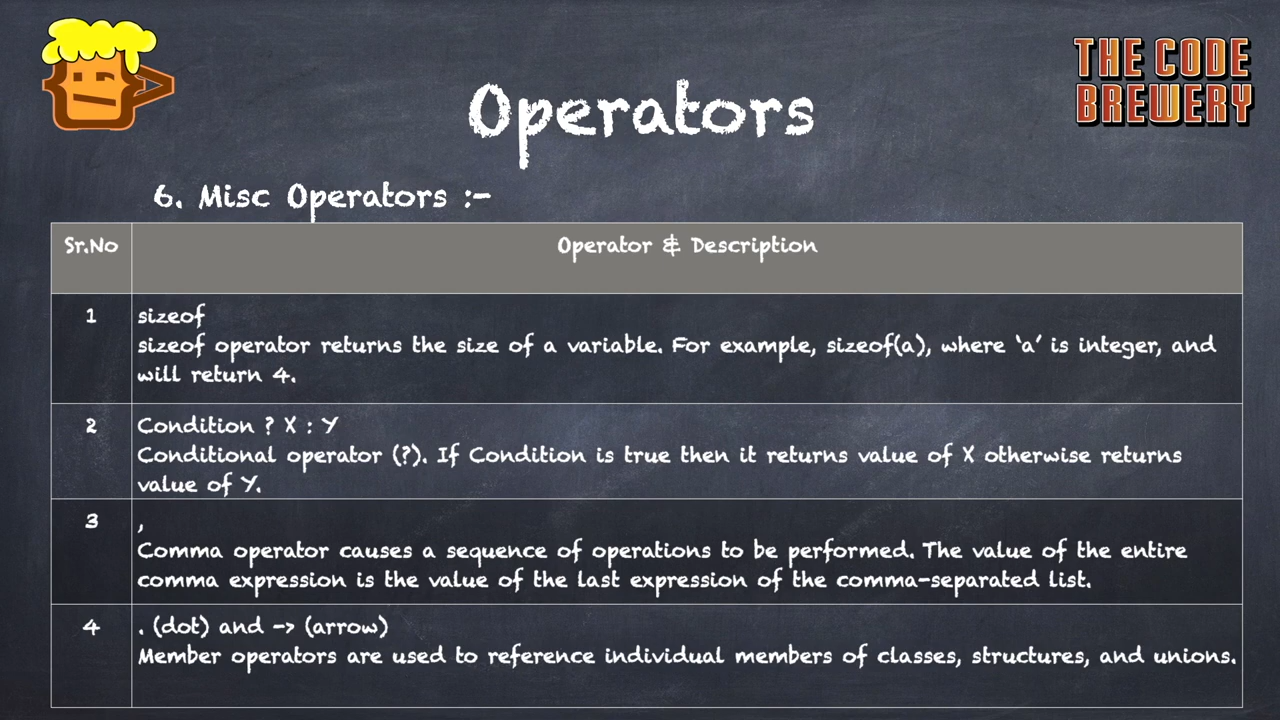 THE CODE
BREWERY
Operators
6. Misc Operators :-
Sr.No
Operator & Description
1
sizeof
sizeof operator returns the size of a variable. For example, sizeof(a), where ‘a’ is integer, and
will return 4.
2
Condition ? X : Y
Conditional operator (?). If Condition is true then it returns value of X otherwise returns
value of Y.
3
,
Comma operator causes a sequence of operations to be performed. The value of the entire
comma expression is the value of the last expression of the comma-separated list.
4
. (dot) and -> (arrow)
Member operators are used to reference individual members of classes, structures, and unions.